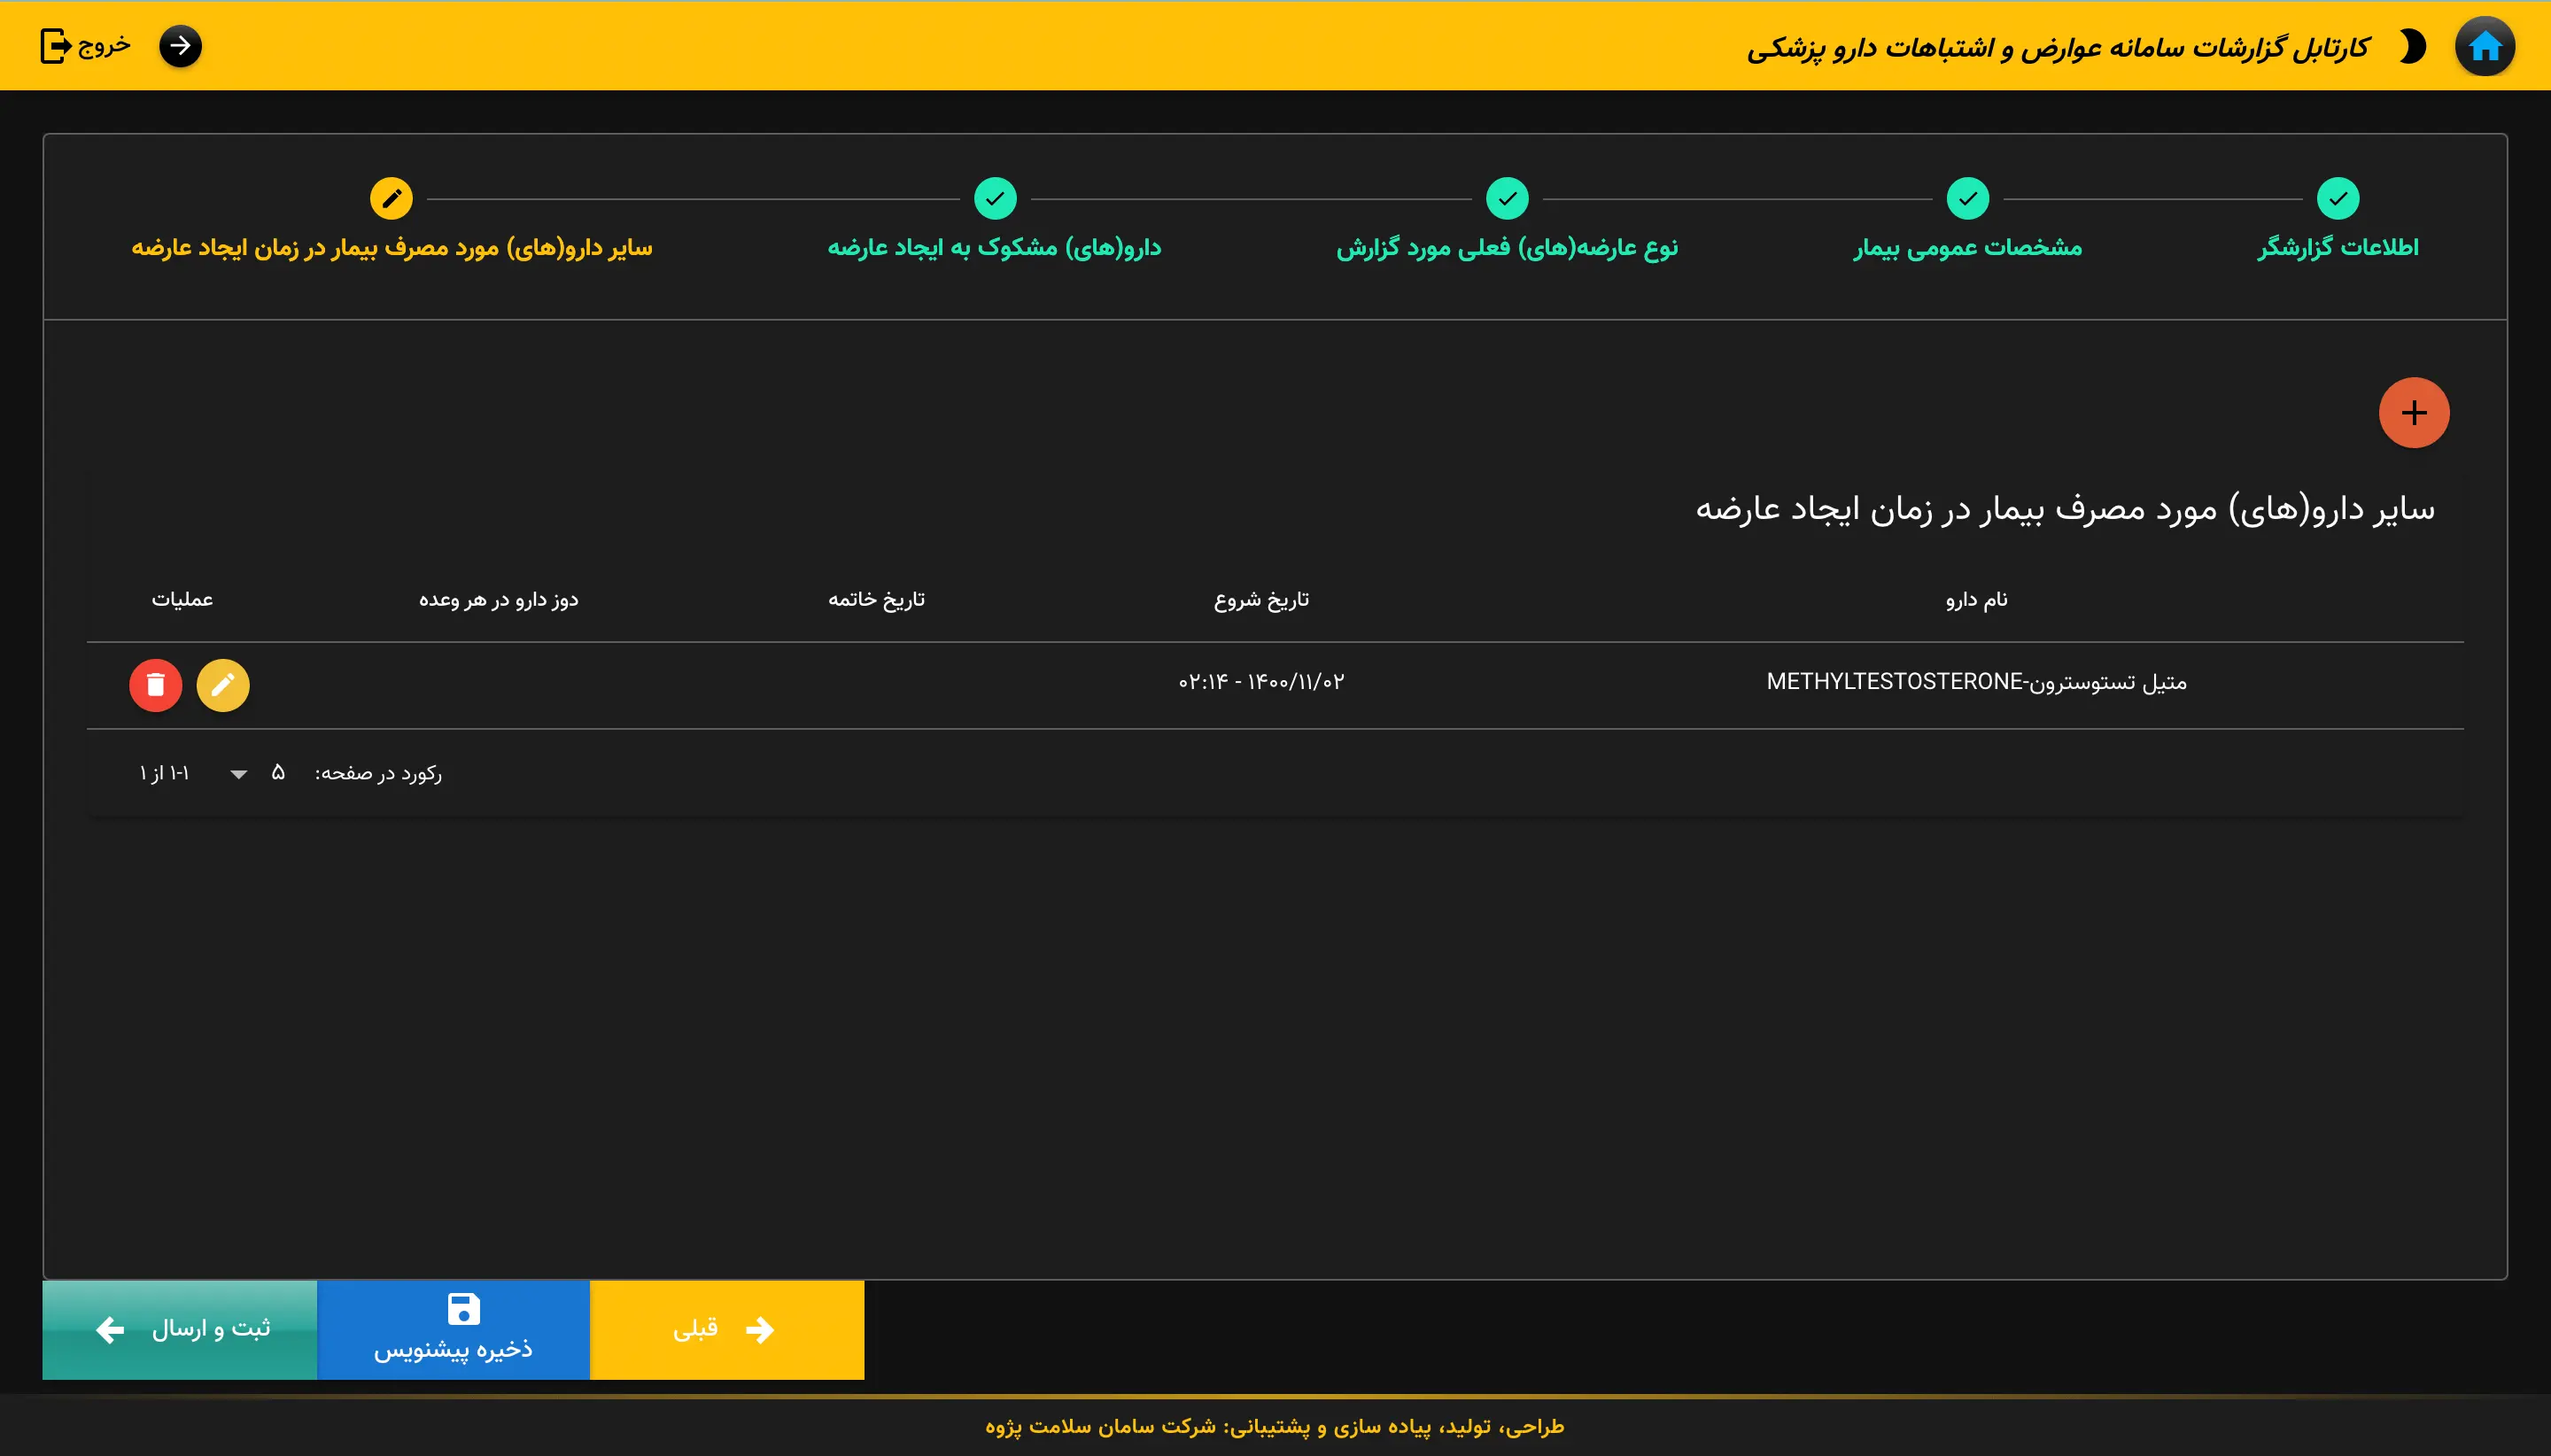 کارتابل گزارشات سامانه عوارض و اشتباهات دارو پزشکی
خروج
اطلاعات گزارشگر
مشخصات عمومی بیمار
نوع عارضه(های) فعلی مورد گزارش
دارو(های) مشکوک به ایجاد عارضه
سایر دارو(های) مورد مصرف بیمار در زمان ایجاد عارضه
سایر دارو(های) مورد مصرف بیمار در زمان ایجاد عارضه
نام دارو
تاریخ شروع
تاریخ خاتمه
دوز دارو در هر وعده
عملیات
متیل تستوسترون-METHYLTESTOSTERONE
۱۴۰۰/۱۱/۰۲ - ۰۲:۱۴
رکورد در صفحه:
۵
۱-۱ از ۱
قبلی
ذخیره پیشنویس
ثبت و ارسال
طراحی، تولید، پیاده سازی و پشتیبانی: شرکت سامان سلامت پژوه